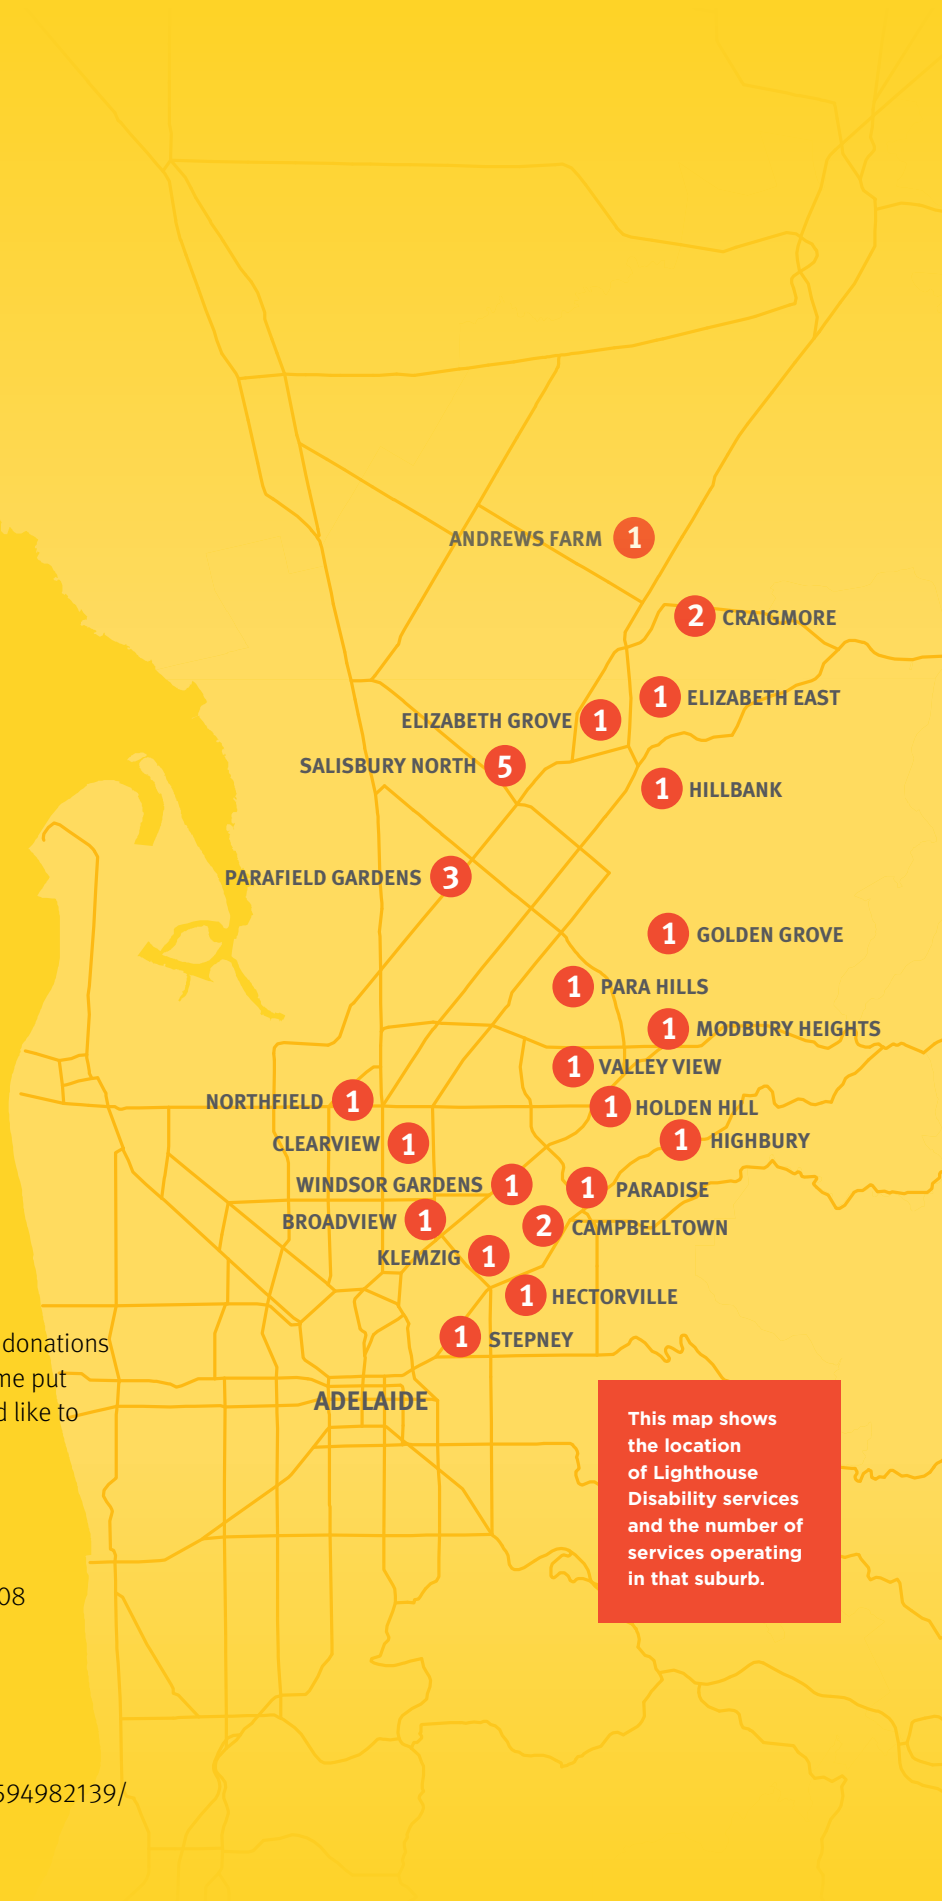 ANDREWS FARM 1
2 CRAIGMORE
1 ELIZABETH EAST
ELIZABETH GROVE 1
SALISBURY NORTH 5
1 HILLBANK
PARAFIELD GARDENS 3
1 GOLDEN GROVE
1 PARA HILLS
1 MODBURY HEIGHTS
1 VALLEY VIEW
NORTHFIELD 1
1 HOLDEN HILL
CLEARVIEW 1
1 HIGHBURY
WINDSOR GARDENS 1
1 PARADISE
BROADVIEW 1
2 CAMPBELLTOWN
KLEMZIG 1
1 HECTORVILLE
1 STEPNEY
ADELAIDE
donations
me put
d like to
08
594982139/
This map shows
the location
of Lighthouse
Disability services
and the number of
services operating
in that suburb.